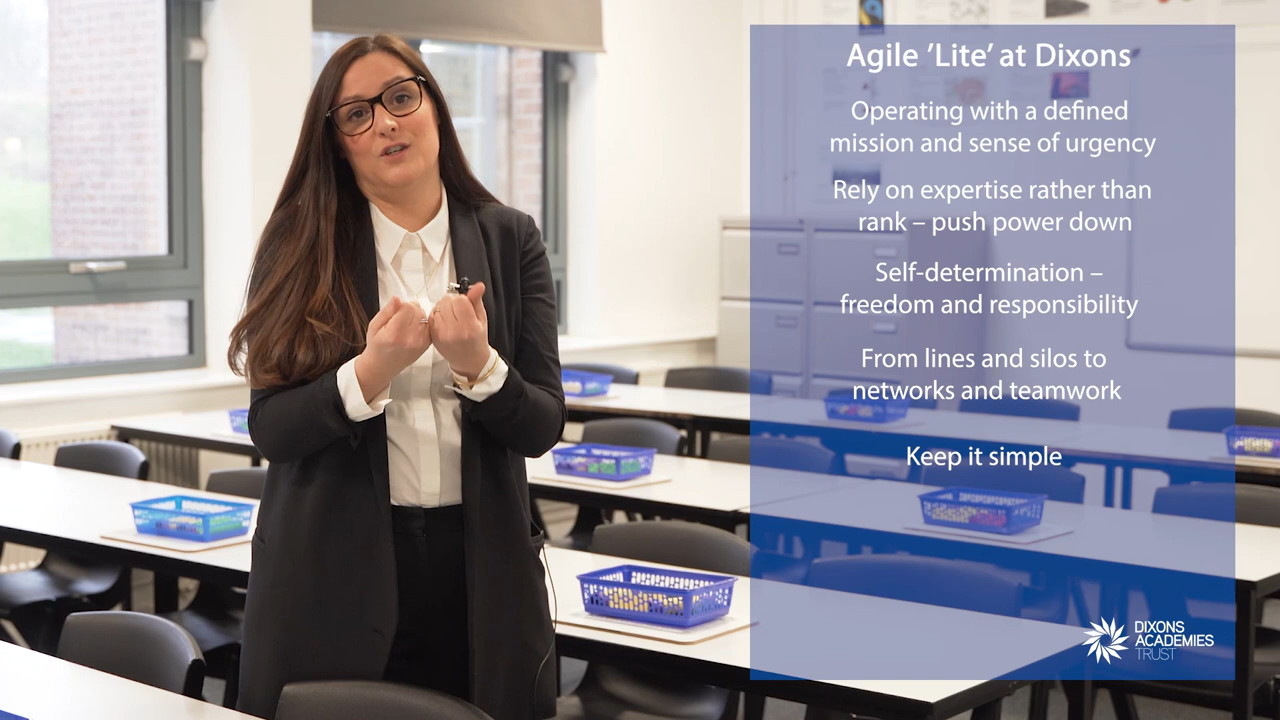 Agile ’Lite’ at Dixons
Operating with a defined
mission and sense of urgency
Rely on expertise rather than
rank – push power down
Self-determination –
freedom and responsibility
From lines and silos to
networks and teamwork
Keep it simple
DIXONS
ACADEMIES
TRUST